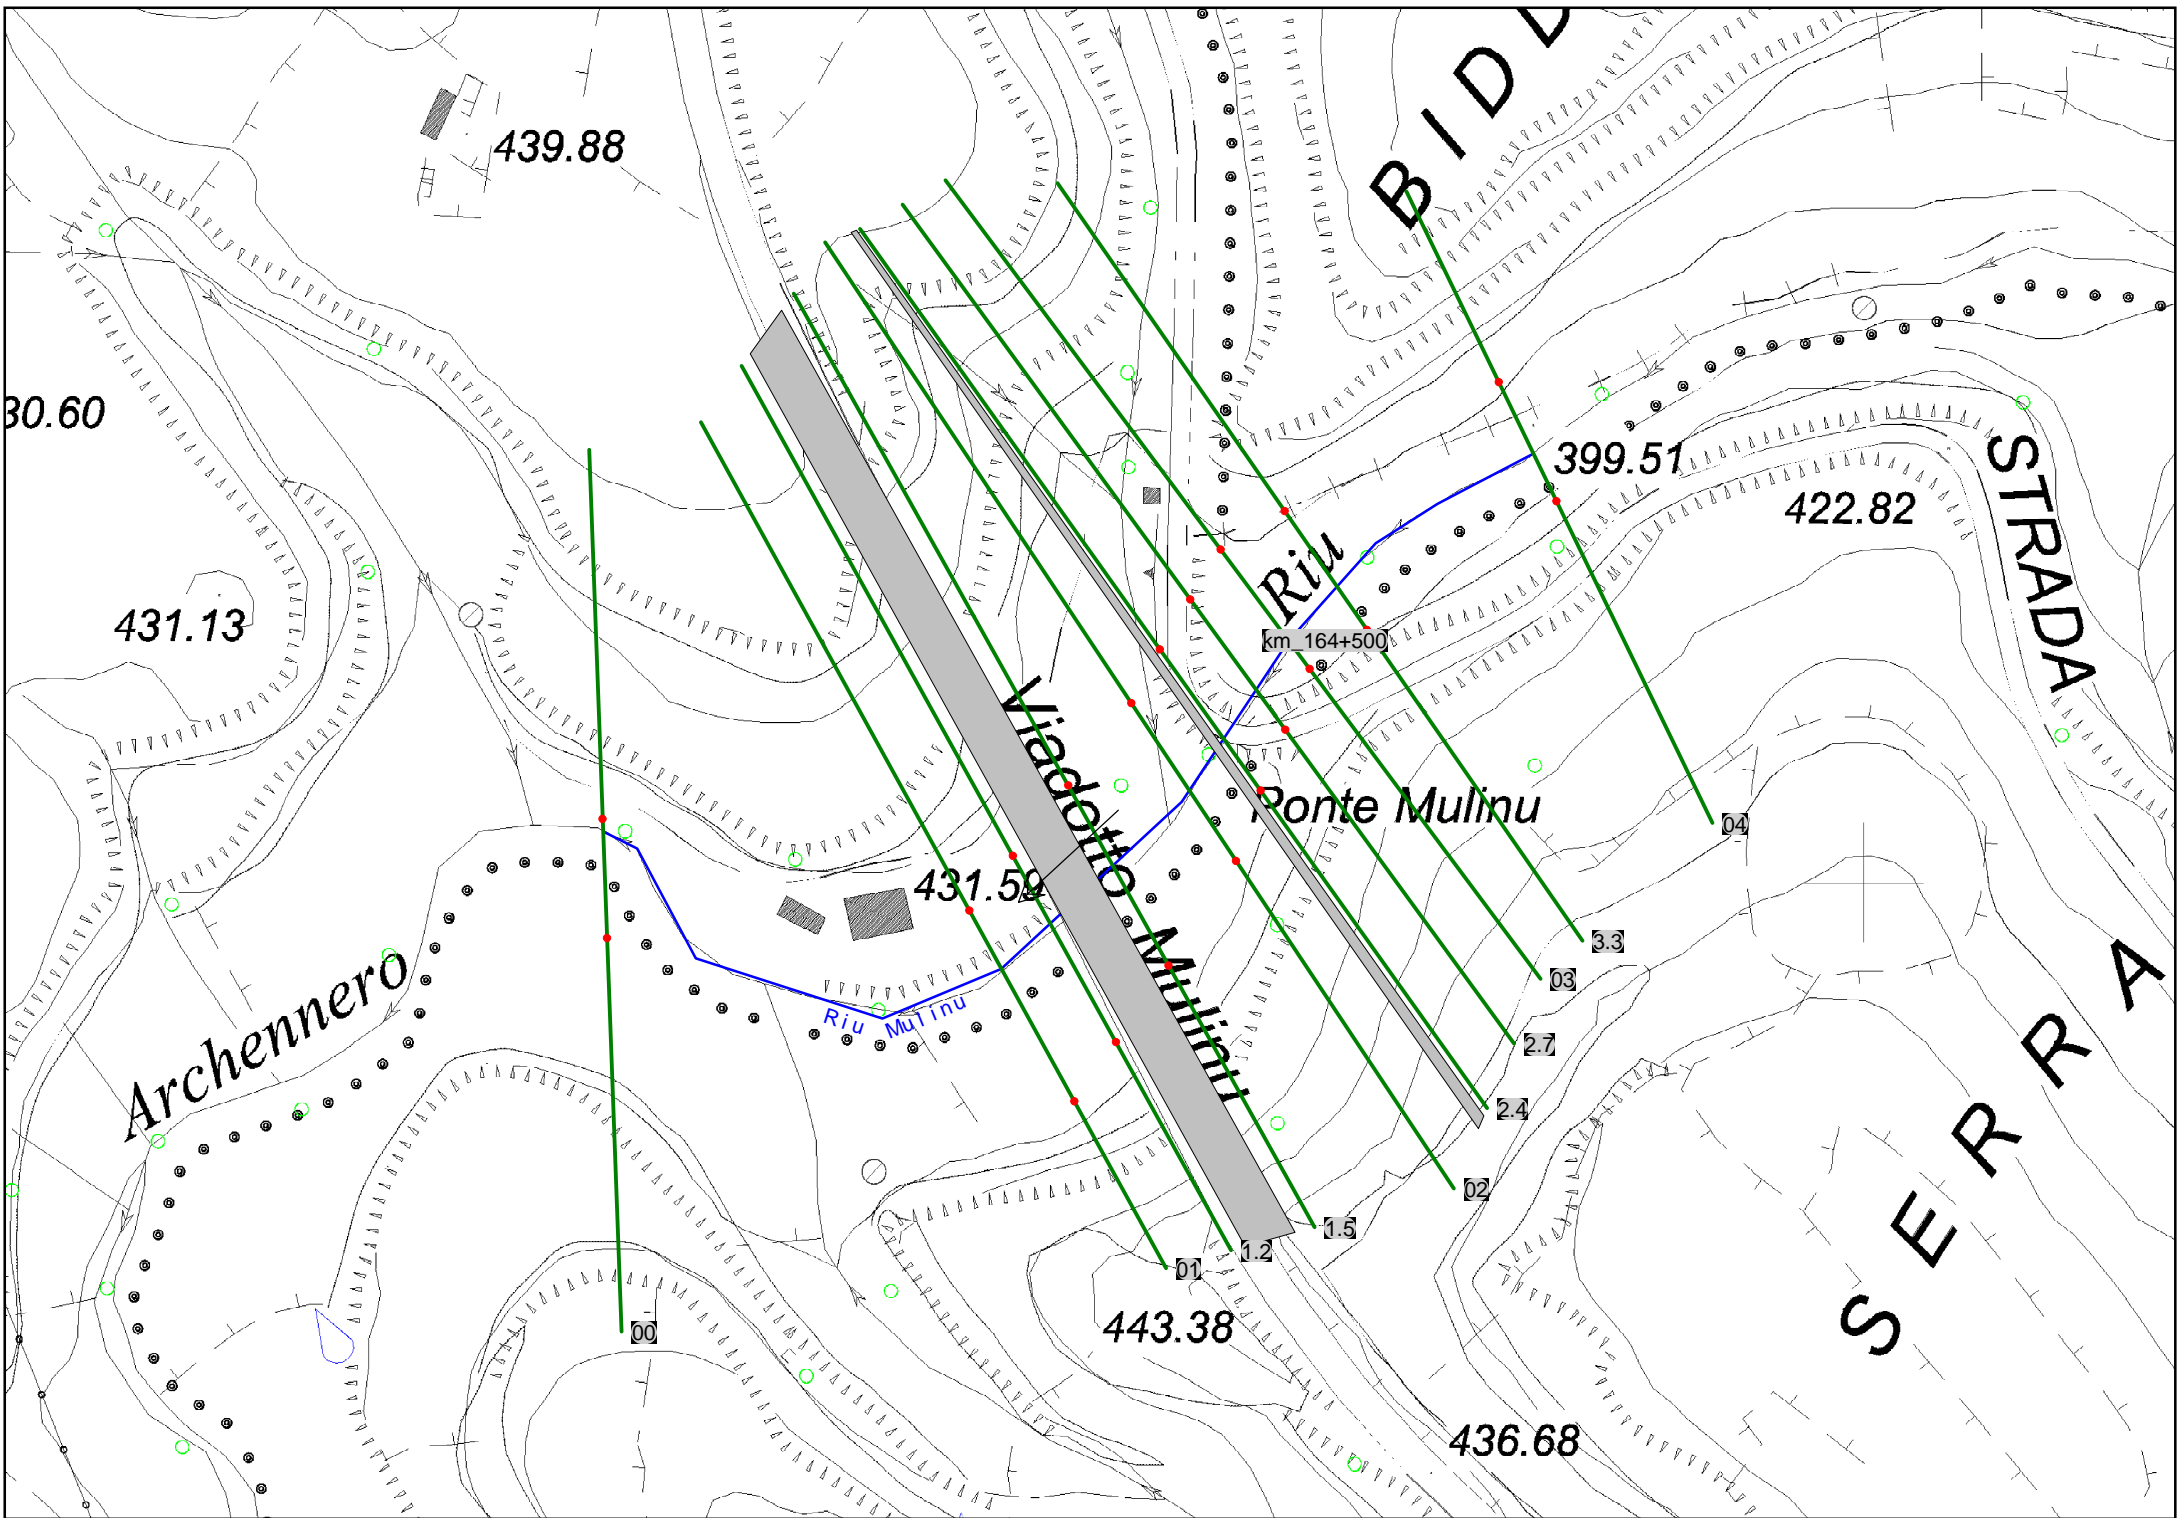 BIDD
439.88
30.60
399.51
STRADA
422.82
431.13
Riu
km_164+500
Viadotto Mulinu
Ponte Mulinu
04
431.59
3.3
03
Archennero
Riu Mulinu
2.7
2.4
02
1.5
1.2
01
00
443.38
436.68
SERRA